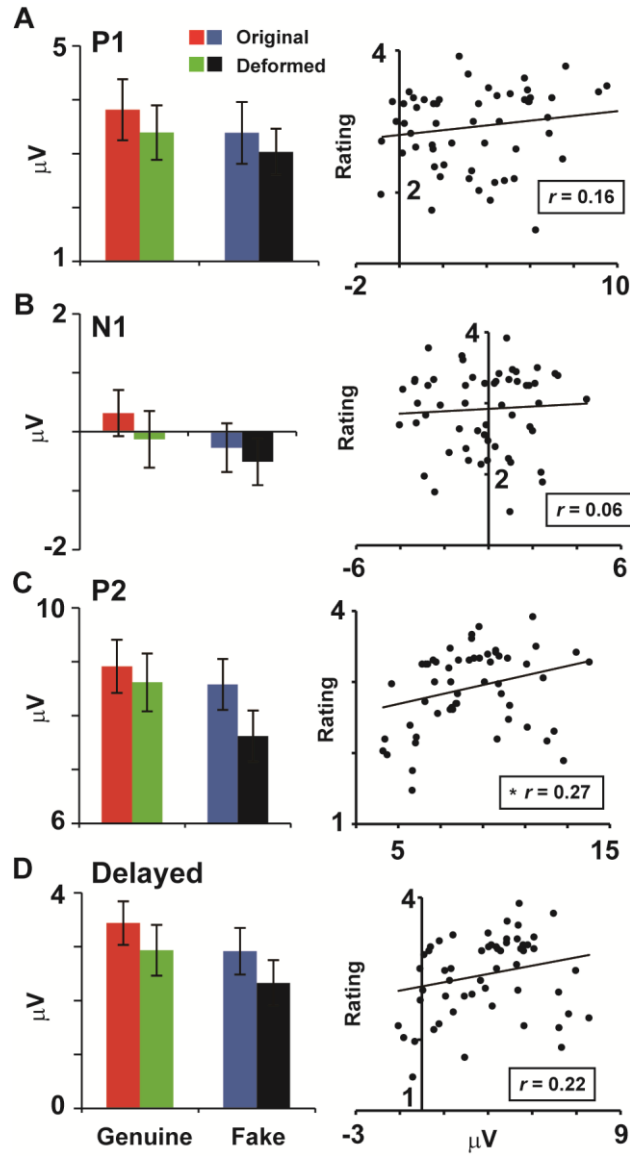 A P1
5
μV
1
Original
Deformed
4
Rating
2
r = 0.16
-2 10
B N1
2
μV
-2
4
Rating
2
r = 0.06
-6 6
C P2
10
μV
6
4
Rating
1
* r = 0.27
5 15
D Delayed
4
μV
0
Genuine Fake
4
Rating
1
r = 0.22
-3 μV 9